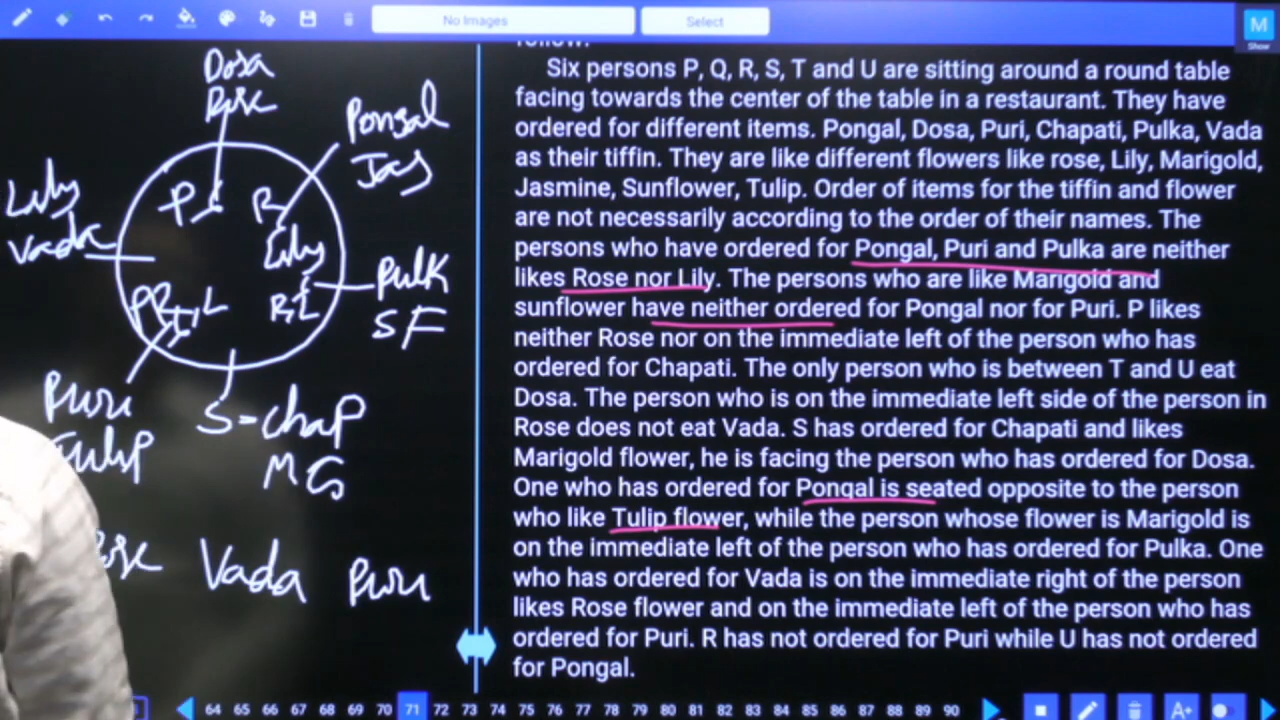 No Images
Select
M
Show
follow.
Six persons P, Q, R, S, T and U are sitting around a round table
facing towards the center of the table in a restaurant. They have
ordered for different items. Pongal, Dosa, Puri, Chapati, Pulka, Vada
as their tiffin. They are like different flowers like rose, Lily, Marigold,
Jasmine, Sunflower, Tulip. Order of items for the tiffin and flower
are not necessarily according to the order of their names. The
persons who have ordered for Pongal, Puri and Pulka are neither
likes Rose nor Lily. The persons who are like Marigold and
sunflower have neither ordered for Pongal nor for Puri. P likes
neither Rose nor on the immediate left of the person who has
ordered for Chapati. The only person who is between T and U eat
Dosa. The person who is on the immediate left side of the person in
Rose does not eat Vada. S has ordered for Chapati and likes
Marigold flower, he is facing the person who has ordered for Dosa.
One who has ordered for Pongal is seated opposite to the person
who like Tulip flower, while the person whose flower is Marigold is
on the immediate left of the person who has ordered for Pulka. One
who has ordered for Vada is on the immediate right of the person
likes Rose flower and on the immediate left of the person who has
ordered for Puri. R has not ordered for Puri while U has not ordered
for Pongal.
Dosa
Pongal
Jas
Lily
Vada
P
R
Lily
Pulk
SF
Puri
S = Chap
MG
Vada Puri
64 65 66 67 68 69 70 71 72 73 74 75 76 77 78 79 80 81 82 83 84 85 86 87 88 89 90
A+